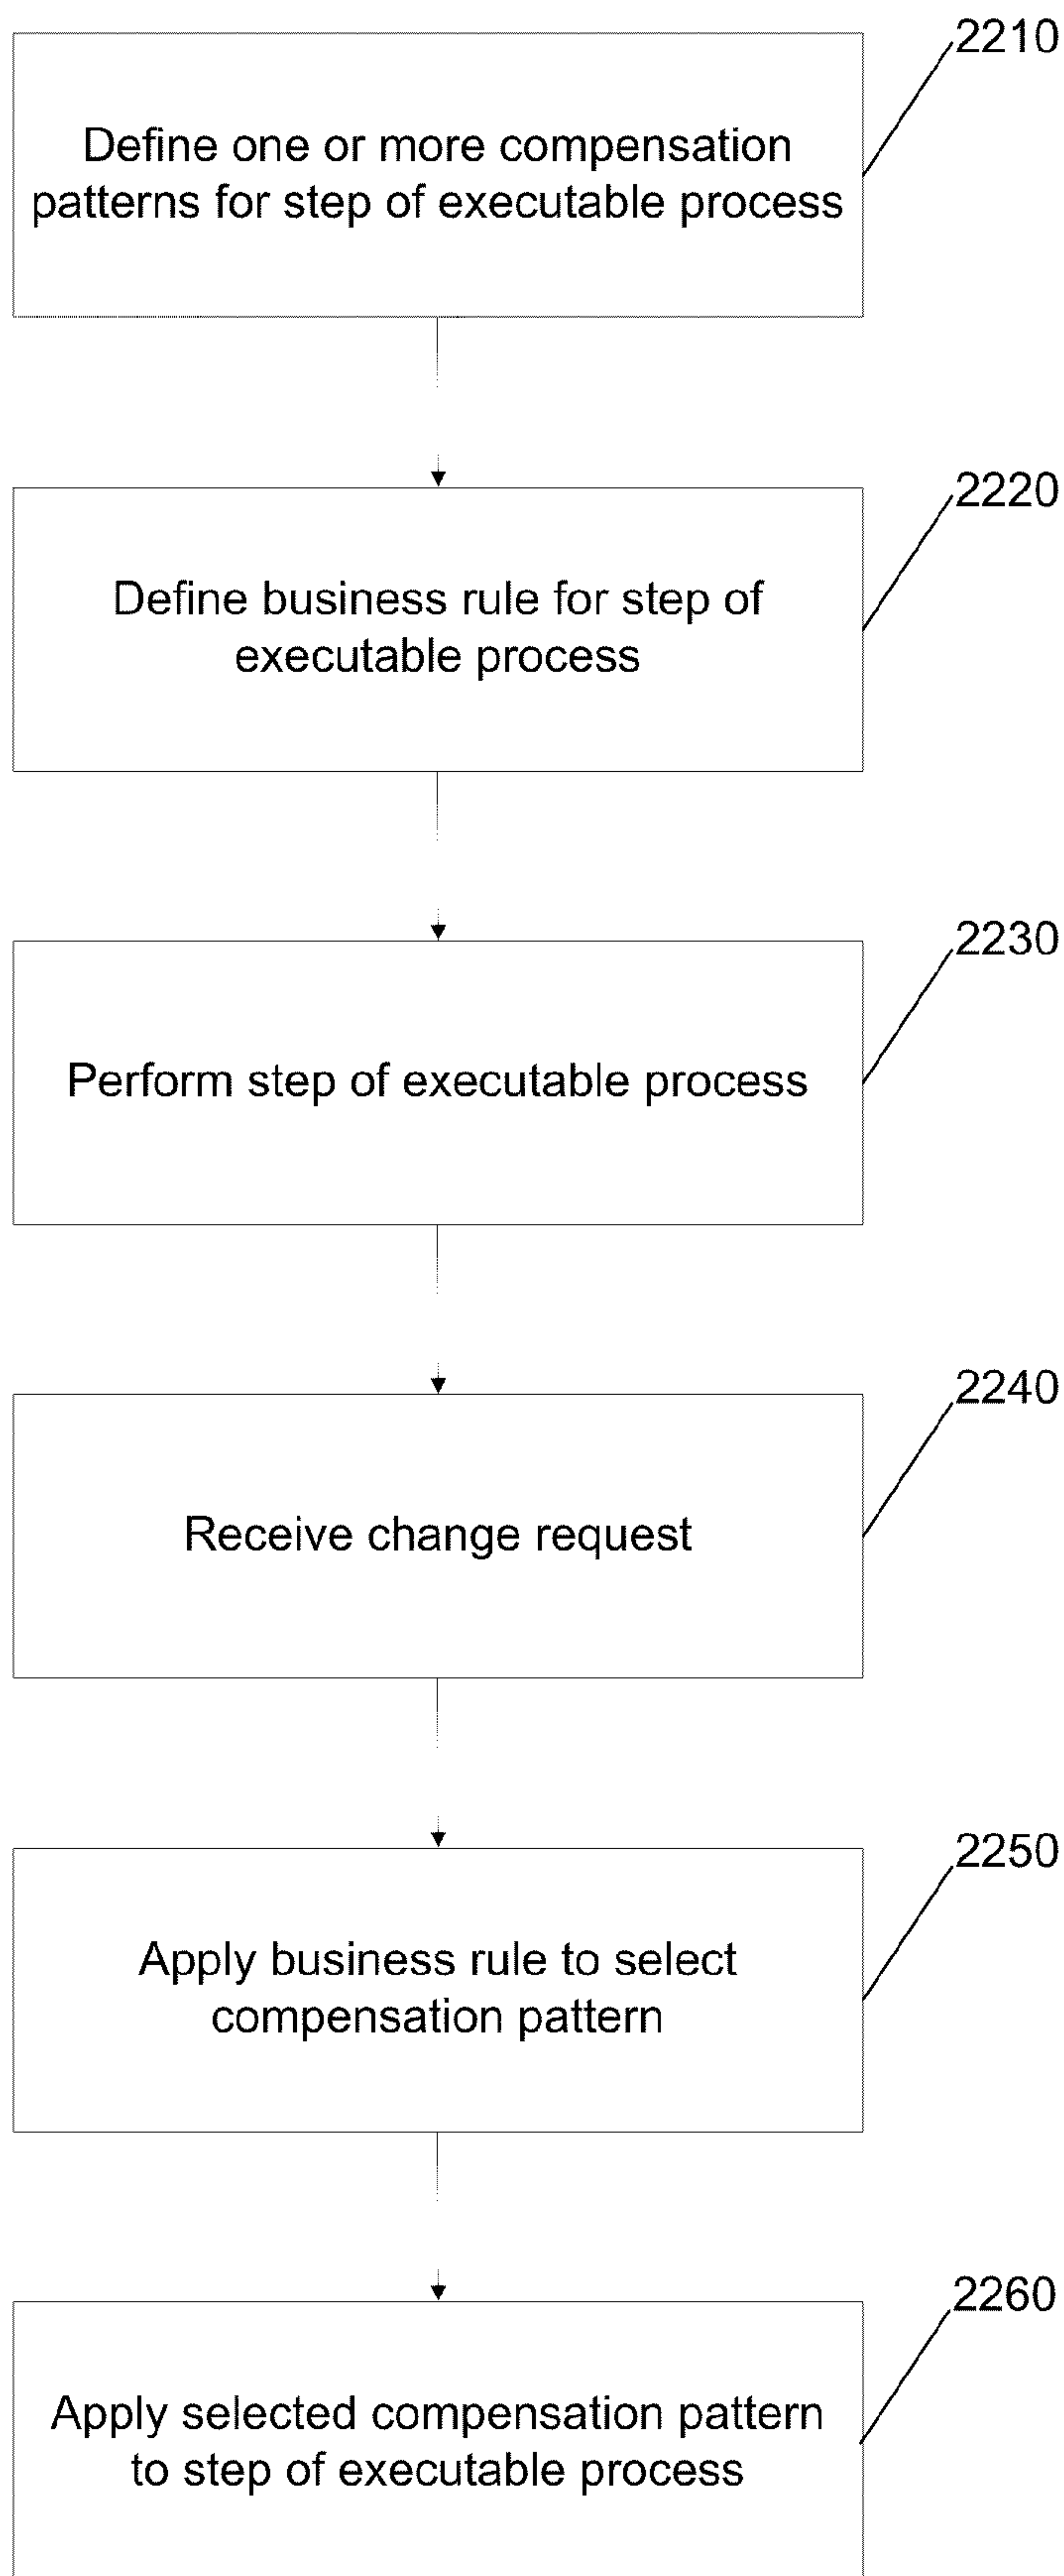 2210
Define one or more compensation
patterns for step of executable process
2220
Define business rule for step of
executable process
2230
Perform step of executable process
2240
Receive change request
2250
Apply business rule to select
compensation pattern
2260
Apply selected compensation pattern
to step of executable process